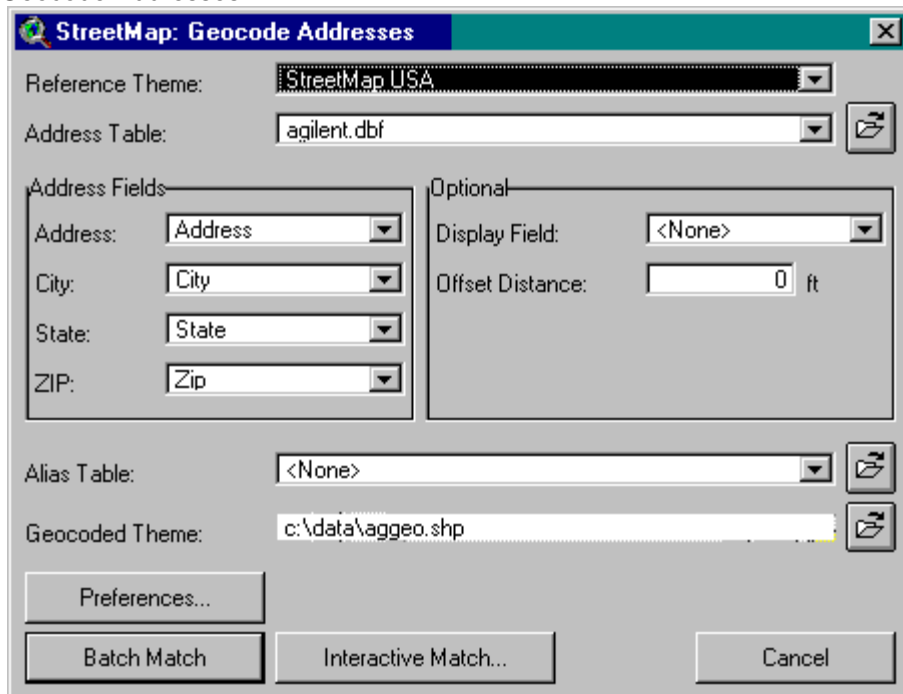 StreetMap: Geocode Addresses
Reference Theme: StreetMap USA
Address Table: agilent.dbf
Address Fields
Address: Address
City: City
State: State
ZIP: Zip
Optional
Display Field: <None>
Offset Distance: 0 ft
Alias Table: <None>
Geocoded Theme: c:\data\aggeo.shp
Preferences...
Batch Match Interactive Match... Cancel